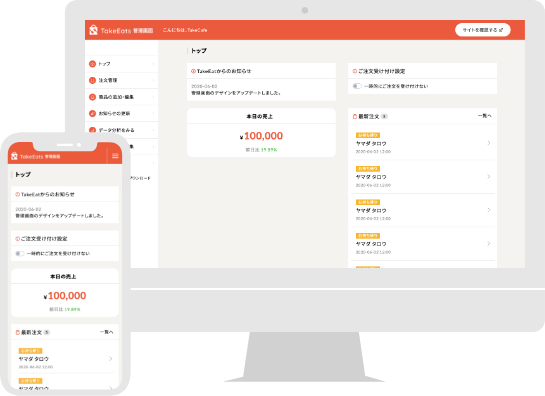 TakeEats 管理画面
こんにちは、TakeCafe
サイトを確認する
トップ
トップ
注文管理
商品の追加・編集
お知らせの更新
データ分析をみる
集
ダウンロード
TakeEatからのお知らせ
2020-06-02
管理画面のデザインをアップデートしました。
本日の売上
¥100,000
前日比 19.89%
ご注文受け付け設定
一時的にご注文を受け付けない
最新注文 5
一覧へ
お持ち帰り
ヤマダ タロウ
2020-06-02 12:00
お持ち帰り
ヤマダ タロウ
2020-06-02 12:00
お持ち帰り
ヤマダ タロウ
2020-06-02 12:00
お持ち帰り
ヤマダ タロウ
2020-06-02 12:00
TakeEats 管理画面
トップ
TakeEatからのお知らせ
2020-06-02
管理画面のデザインをアップデートしました。
ご注文受け付け設定
一時的にご注文を受け付けない
本日の売上
¥100,000
前日比 19.89%
最新注文 5
一覧へ
お持ち帰り
ヤマダ タロウ
2020-06-02 12:00
お持ち帰り
ヤマダ タロウ